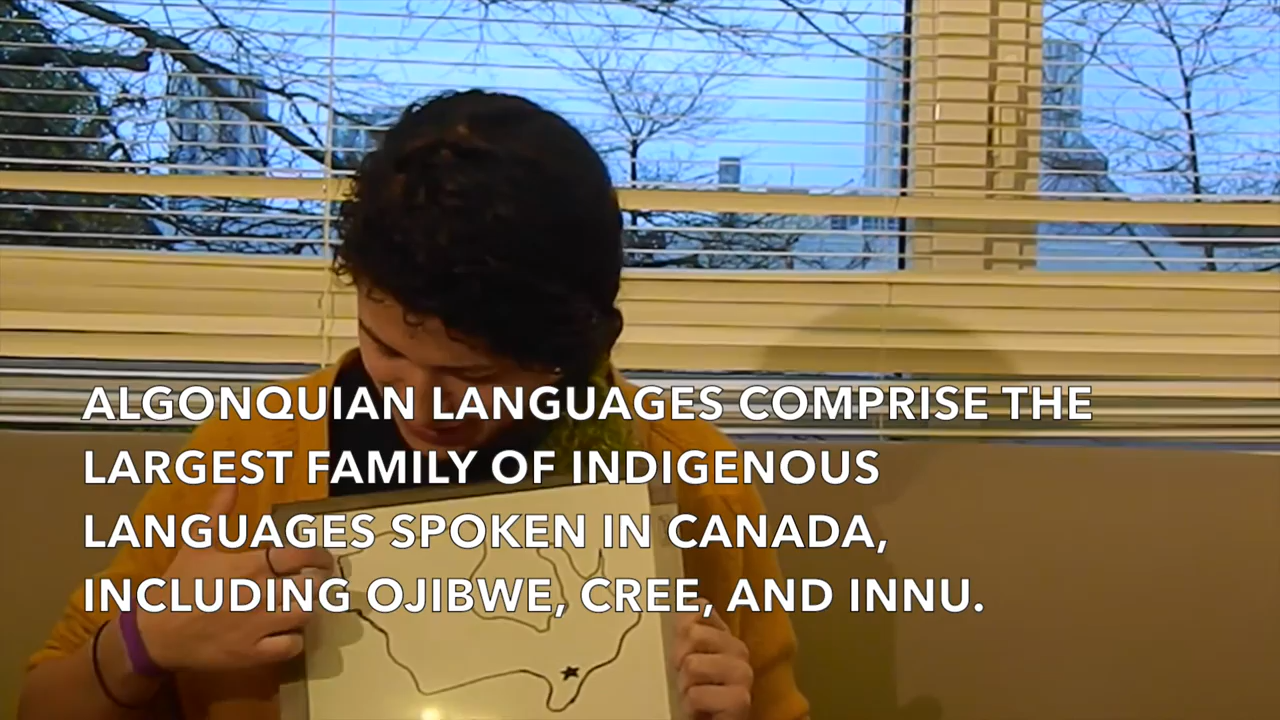 ALGONQUIAN LANGUAGES COMPRISE THE
LARGEST FAMILY OF INDIGENOUS
LANGUAGES SPOKEN IN CANADA,
INCLUDING OJIBWE, CREE, AND INNU.